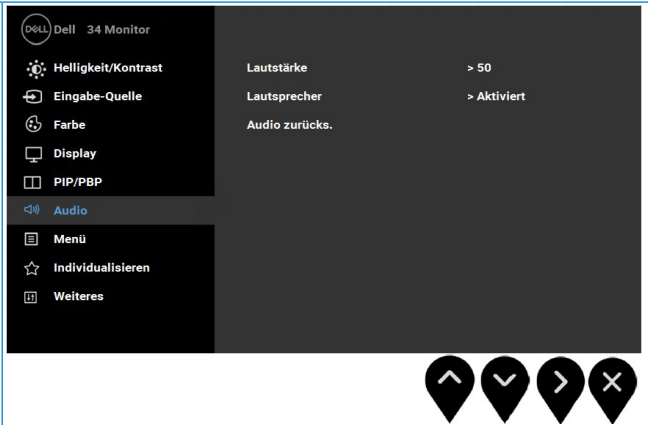 DELL Dell 34 Monitor
Helligkeit/Kontrast Lautstärke > 50
Eingabe-Quelle Lautsprecher > Aktiviert
Farbe Audio zurücks.
Display
PIP/PBP
Audio
Menü
Individualisieren
Weiteres